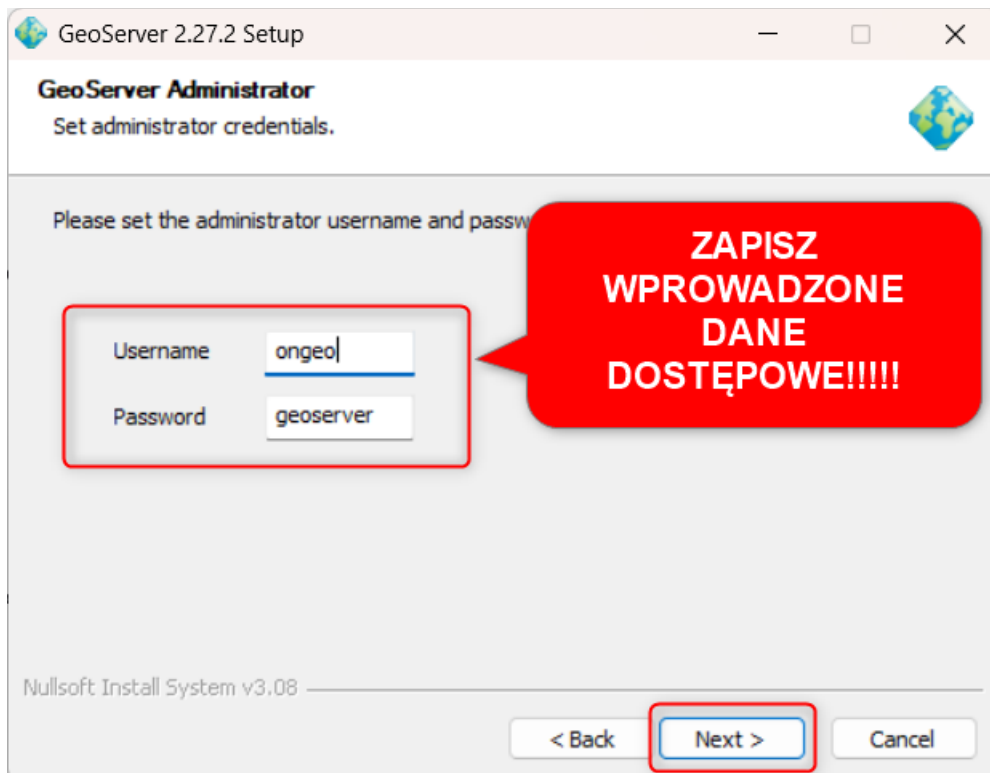 GeoServer 2.27.2 Setup
GeoServer Administrator
Set administrator credentials.
Please set the administrator username and
ZAPISZ
WPROWADZONE
DANE
DOSTĘPOWE!!!!!
Username ongeo
Password geoserver
Nullsoft Install System v3.08
< Back Next > Cancel